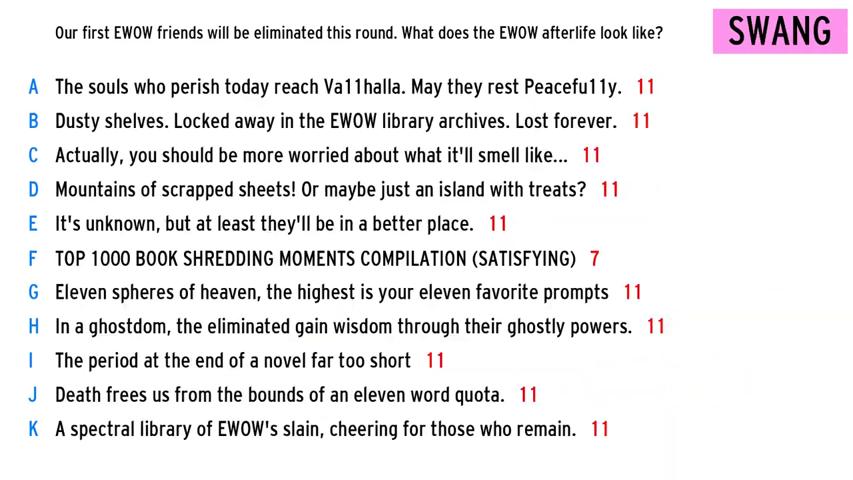 Our first EWOW friends will be eliminated this round. What does the EWOW afterlife look like?
SWANG
A The souls who perish today reach Va11halla. May they rest Peacefu11y. 11
B Dusty shelves. Locked away in the EWOW library archives. Lost forever. 11
C Actually, you should be more worried about what it'll smell like... 11
D Mountains of scrapped sheets! Or maybe just an island with treats? 11
E It's unknown, but at least they'll be in a better place. 11
F TOP 1000 BOOK SHREDDING MOMENTS COMPILATION (SATISFYING) 7
G Eleven spheres of heaven, the highest is your eleven favorite prompts 11
H In a ghostdom, the eliminated gain wisdom through their ghostly powers. 11
I The period at the end of a novel far too short 11
J Death frees us from the bounds of an eleven word quota. 11
K A spectral library of EWOW's slain, cheering for those who remain. 11